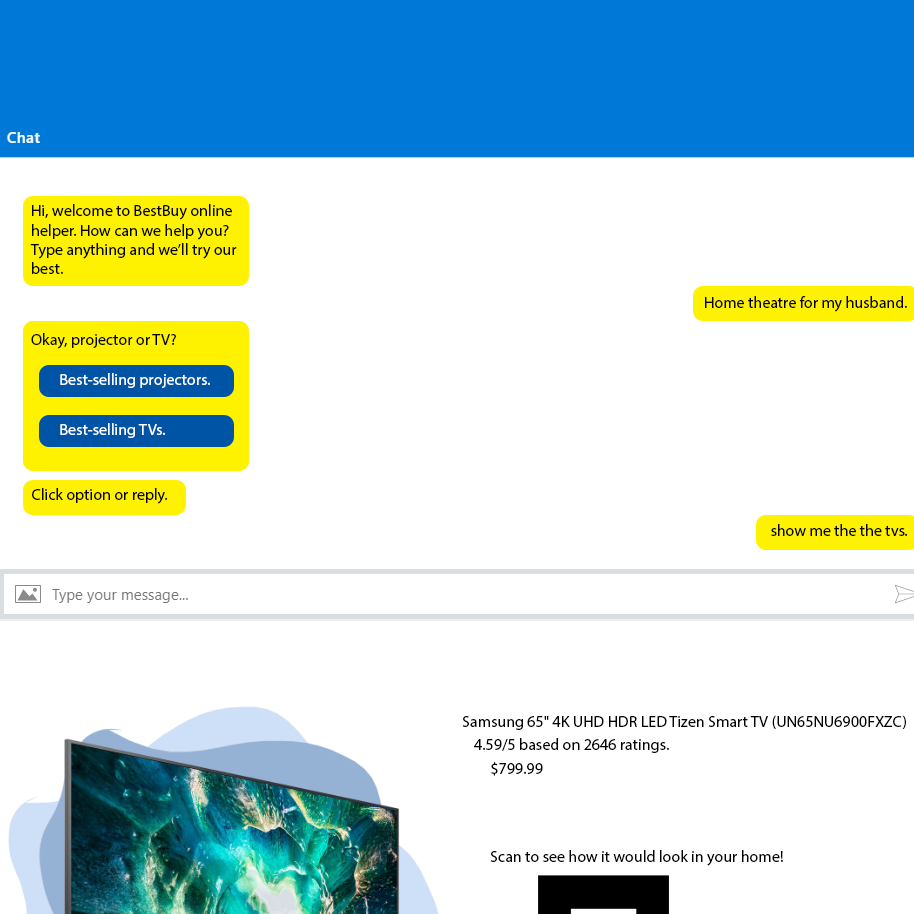 Chat
Hi, welcome to BestBuy online
helper. How can we help you?
Type anything and we’ll try our
best.
Home theatre for my husband.
Okay, projector or TV?
Best-selling projectors.
Best-selling TVs.
Click option or reply.
show me the the tvs.
Type your message...
Samsung 65" 4K UHD HDR LED Tizen Smart TV (UN65NU6900FXZC)
4.59/5 based on 2646 ratings.
$799.99
Scan to see how it would look in your home!